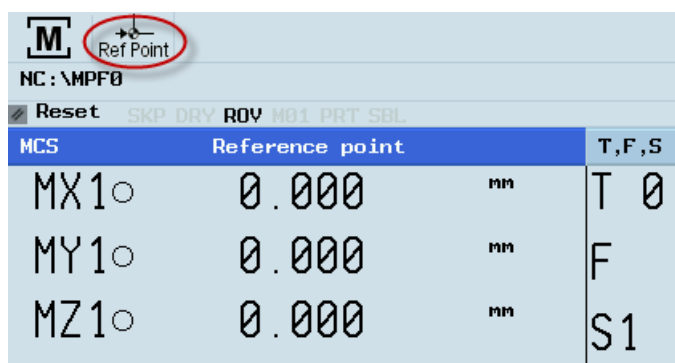 M Ref Point
NC:\MPF0
Reset SKP DRY ROV M01 PRT SBL
MCS Reference point T,F,S
MX1 0.000 mm T 0
MY1 0.000 mm F
MZ1 0.000 mm S1